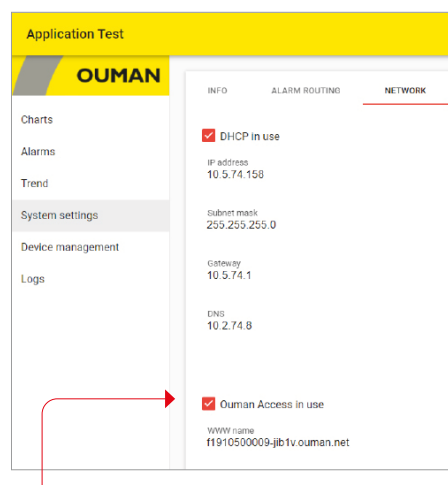 Application Test
OUMAN
Charts
Alarms
Trend
System settings
Device management
Logs
INFO ALARM ROUTING NETWORK
DHCP in use
IP address
10.5.74.158
Subnet mask
255.255.255.0
Gateway
10.5.74.1
DNS
10.2.74.8
Ouman Access in use
WWW name
f1910500009-jib1v.ouman.net